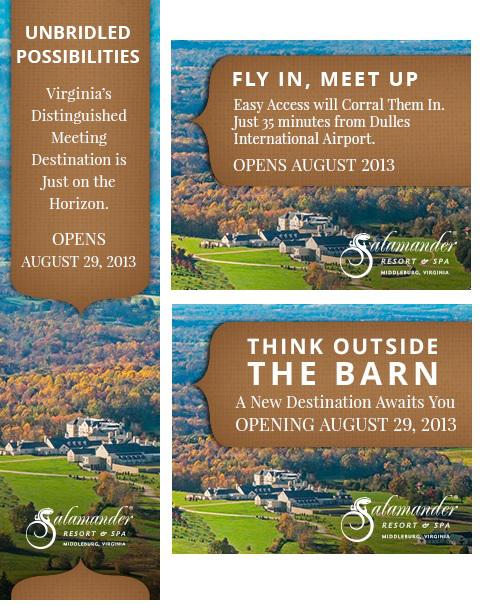 UNBRIDLED
POSSIBILITIES
Virginia’s
Distinguished
Meeting
Destination is
Just on the
Horizon.
OPENS
AUGUST 29, 2013
Salamander
RESORT & SPA
MIDDLEBURG, VIRGINIA
FLY IN, MEET UP
Easy Access will Corral Them In.
Just 35 minutes from Dulles
International Airport.
OPENS AUGUST 2013
Salamander
RESORT & SPA
MIDDLEBURG, VIRGINIA
THINK OUTSIDE
THE BARN
A New Destination Awaits You
OPENING AUGUST 29, 2013
Salamander
RESORT & SPA
MIDDLEBURG, VIRGINIA